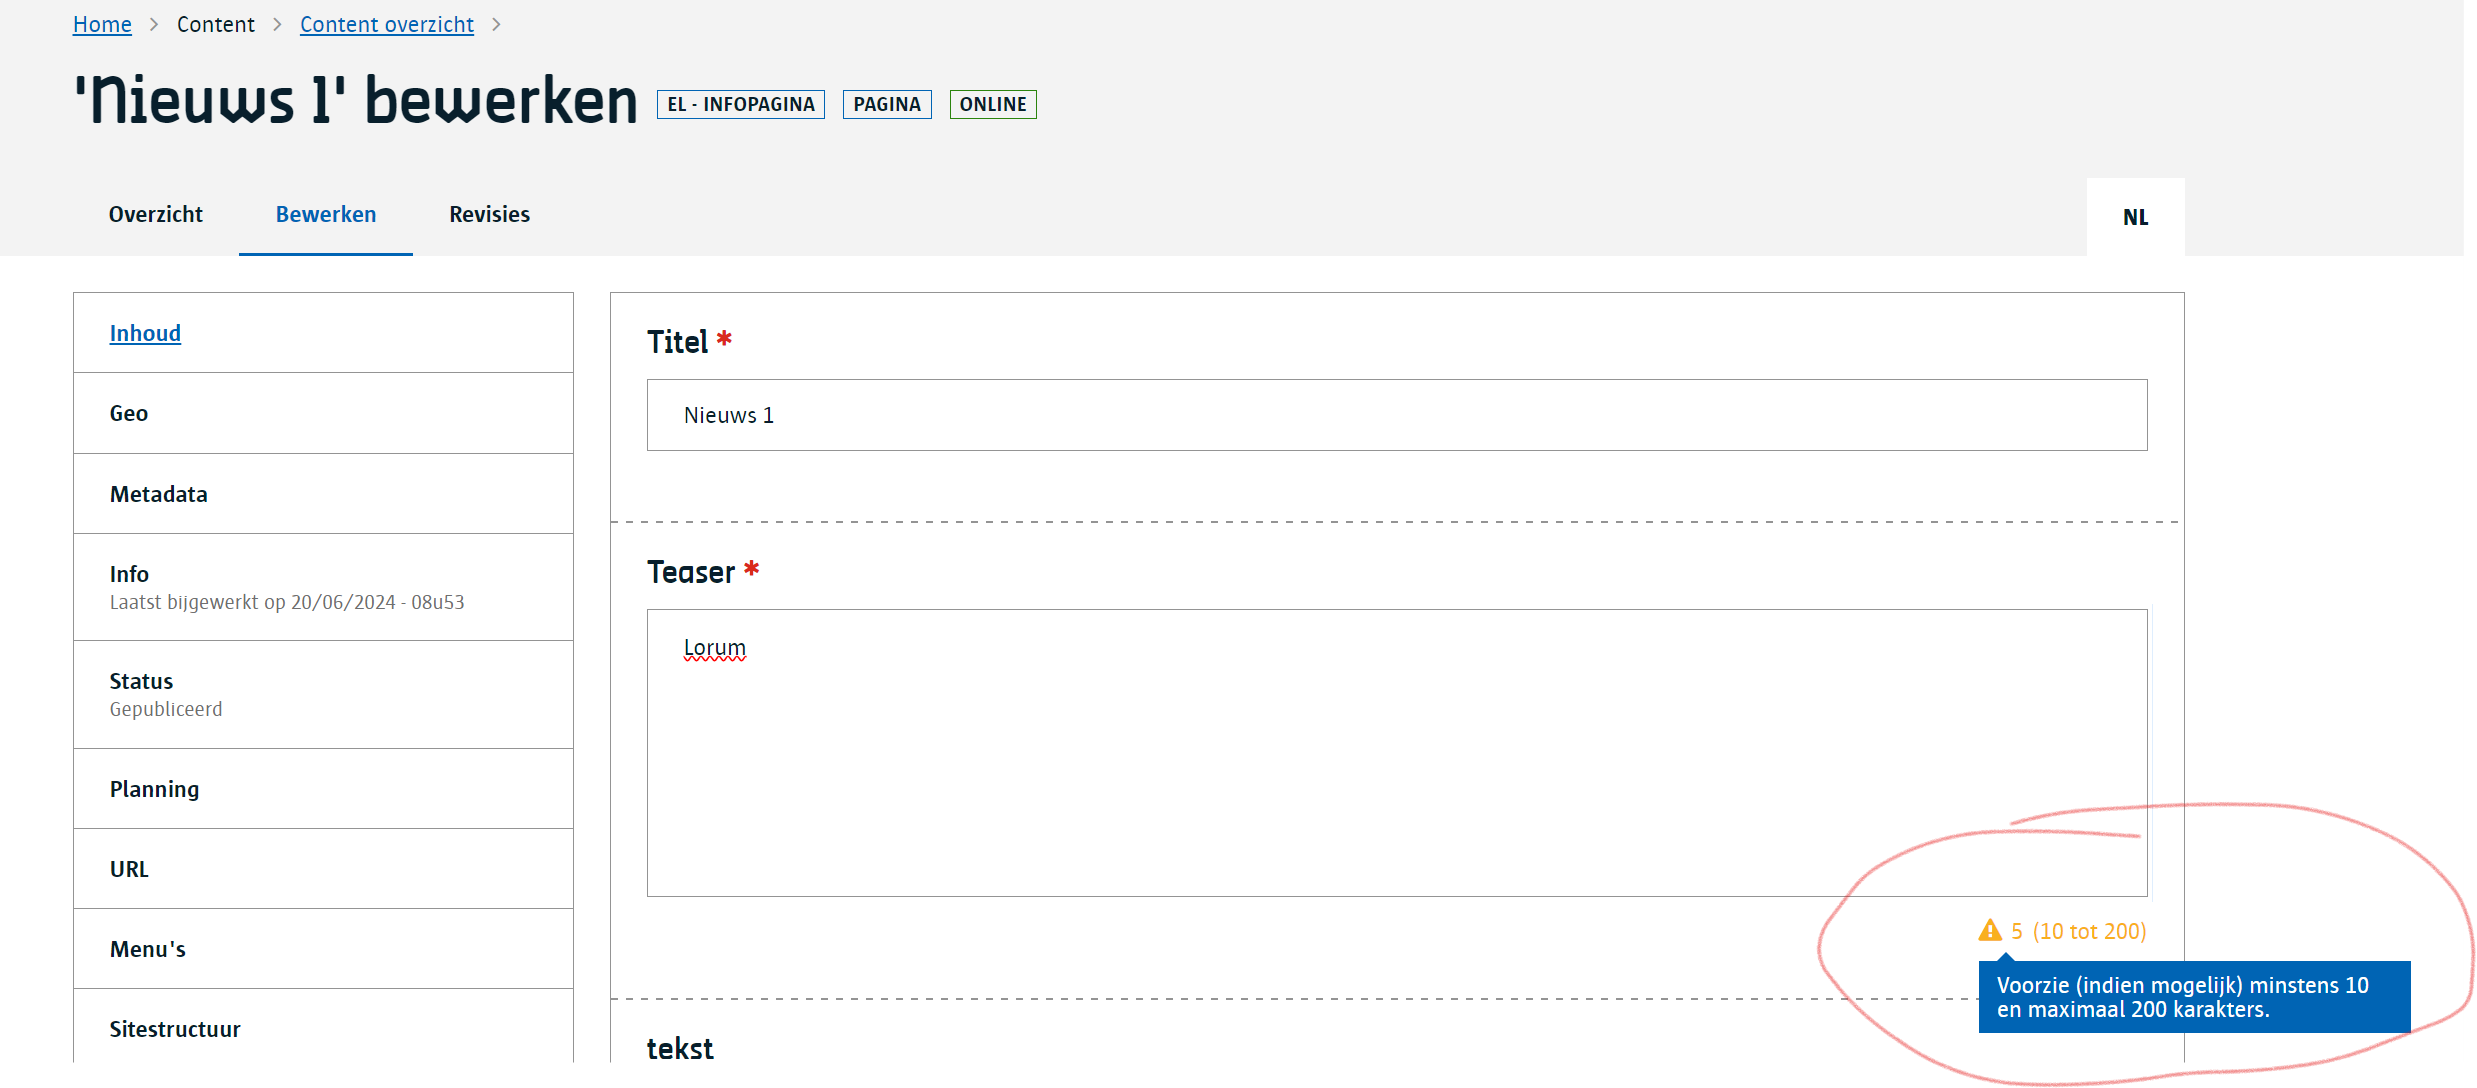 Home > Content > Content overzicht >
'Nieuws 1' bewerken EL - INFOPAGINA PAGINA ONLINE
Overzicht Bewerken Revisies NL
Inhoud
Geo
Metadata
Info
Laatst bijgewerkt op 20/06/2024 - 08u53
Status
Gepubliceerd
Planning
URL
Menu's
Sitestructuur
Titel *
Nieuws 1
Teaser *
Lorum
5 (10 tot 200)
Voorzie (indien mogelijk) minstens 10
en maximaal 200 karakters.
tekst